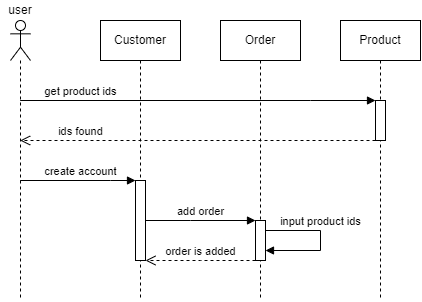 user
Customer
Order
Product
get product ids
ids found
create account
add order
input product ids
order is added